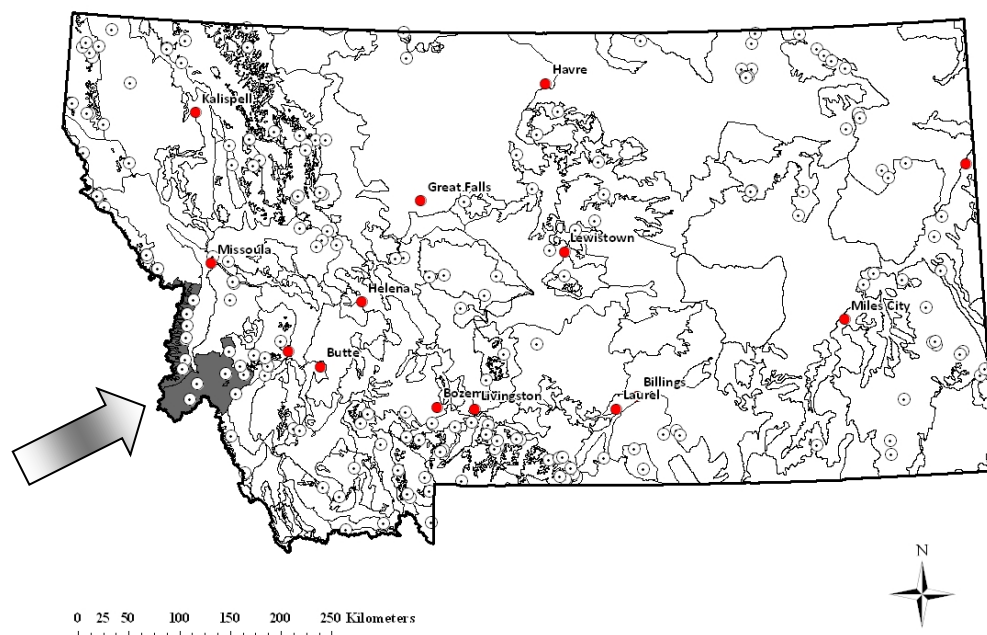 Havre
Kalispell
Great Falls
Lewistown
Missoula
Helena
Miles City
Butte
Billings
Bozem
Livingston
Laurel
N
0 25 50 100 150 200 250 Kilometers